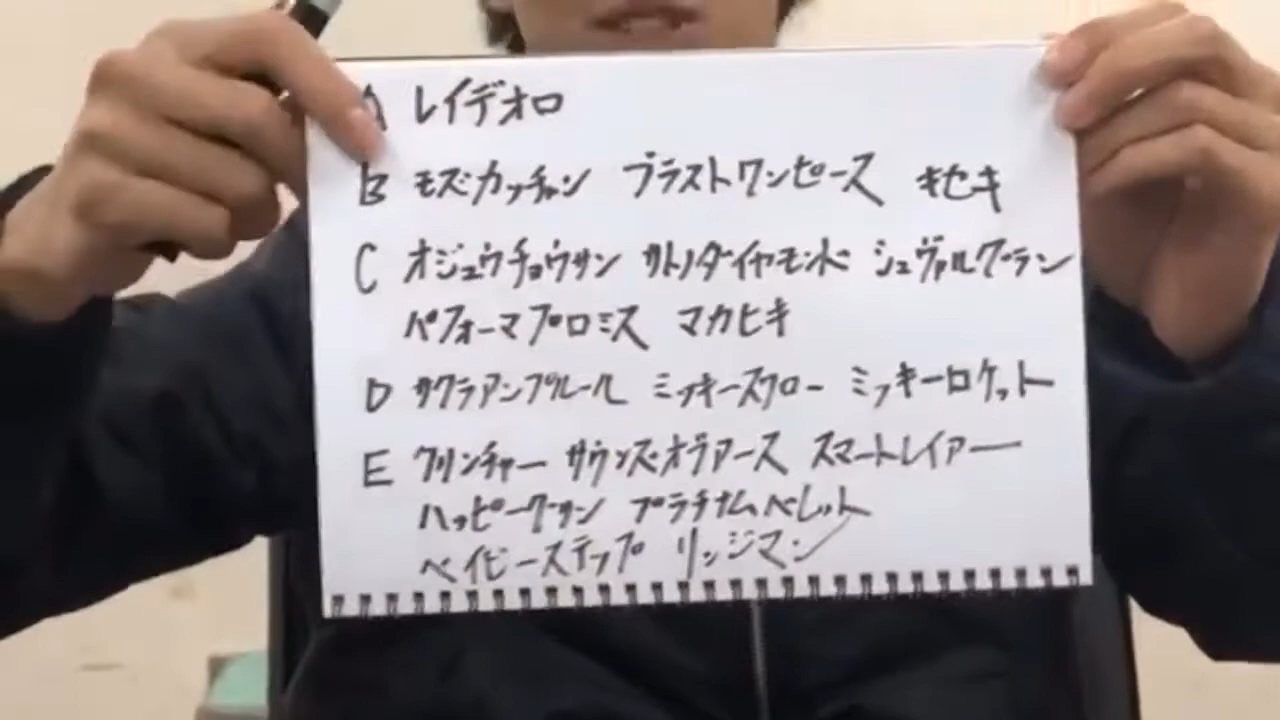 A レイデオロ
B モズカッチャン ブラストワンピース キセキ
C オジュウチョウサン サトノダイヤモンド シュヴァルグラン
パフォーマプロミス マカヒキ
D サクラアンプルール ミッキースワロー ミッキーロケット
E クリンチャー サウンズオブアース スマートレイアー
ハッピーグリン プラチナムバレット
ベイビーステップ リッジマン